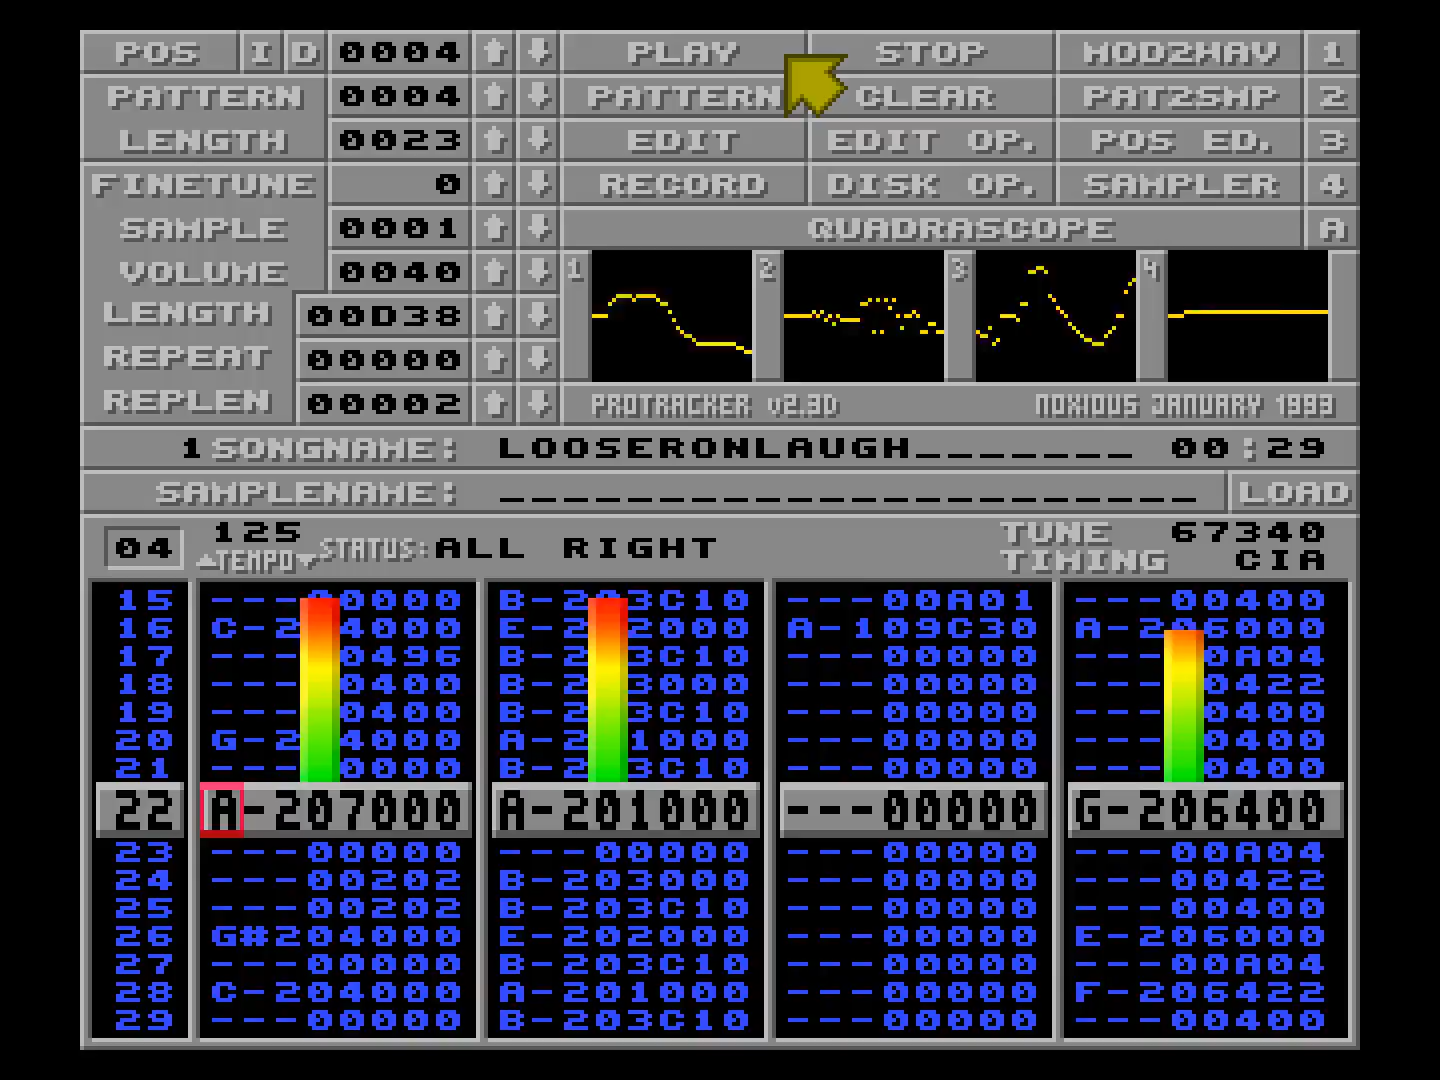 POS I D 0004 PLAY STOP MOD2WAV 1
PATTERN 0004 PATTERN CLEAR PAT2SMP 2
LENGTH 0023 EDIT EDIT OP. POS ED. 3
FINETUNE 0 RECORD DISK OP. SAMPLER 4
SAMPLE 0001 QUADRASCOPE A
VOLUME 0040 1 2 3 4
LENGTH 00D38
REPEAT 00000
REPLEN 00002 PROTRACKER v2.3D NOXIOUS JANUARY 1993
1 SONGNAME: LOOSERONLAUGH_______ 00:29
SAMPLENAME: ______________________ LOAD
04 125 TEMPO STATUS: ALL RIGHT TUNE 67340
TIMING CIA
15 ---00000 B-203C10 ---00A01 ---00400
16 C-204000 E-202000 A-109C30 A-206000
17 ---00496 B-203C10 ---00000 ---00A04
18 ---00400 B-203000 ---00000 ---00422
19 ---00400 B-203C10 ---00000 ---00400
20 G-204000 A-201000 ---00000 ---00400
21 ---00000 B-203C10 ---00000 ---00400
22 A-207000 A-201000 ---00000 G-206400
23 ---00000 ---00000 ---00000 ---00A04
24 ---00202 B-203000 ---00000 ---00422
25 ---00202 B-203C10 ---00000 ---00400
26 G#204000 E-202000 ---00000 E-206000
27 ---00000 B-203C10 ---00000 ---00A04
28 C-204000 A-201000 ---00000 F-206422
29 ---00000 B-203C10 ---00000 ---00400